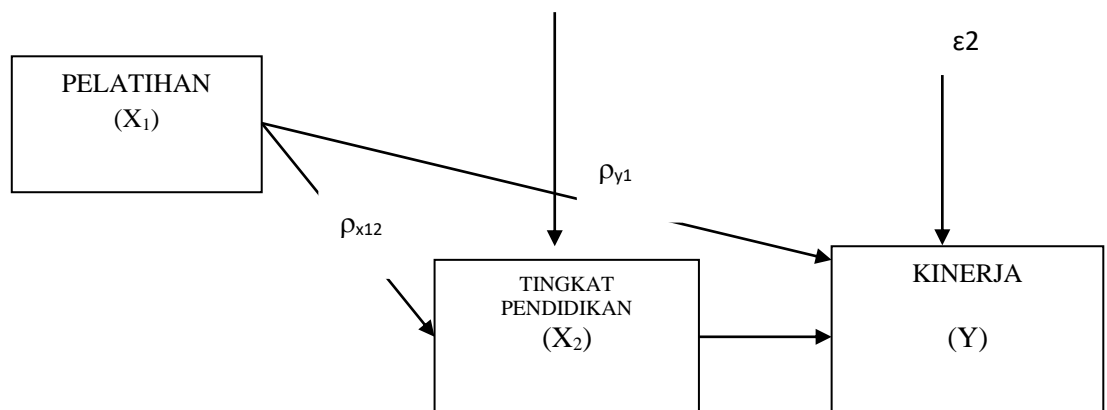 ε2
PELATIHAN
(X₁)
ρy1
ρx12
TINGKAT
PENDIDIKAN
(X₂)
KINERJA
(Y)